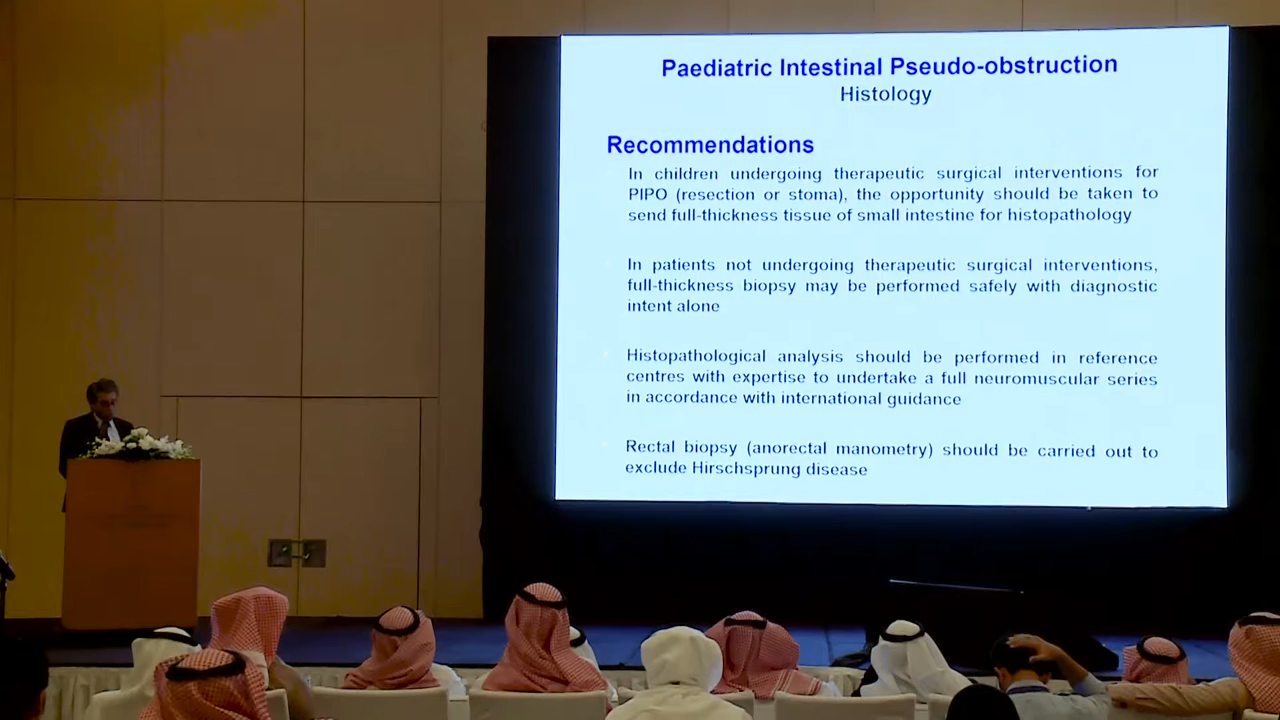 Paediatric Intestinal Pseudo-obstruction
Histology
Recommendations
In children undergoing therapeutic surgical interventions for
PIPO (resection or stoma), the opportunity should be taken to
send full-thickness tissue of small intestine for histopathology
In patients not undergoing therapeutic surgical interventions,
full-thickness biopsy may be performed safely with diagnostic
intent alone
Histopathological analysis should be performed in reference
centres with expertise to undertake a full neuromuscular series
in accordance with international guidance
Rectal biopsy (anorectal manometry) should be carried out to
exclude Hirschsprung disease